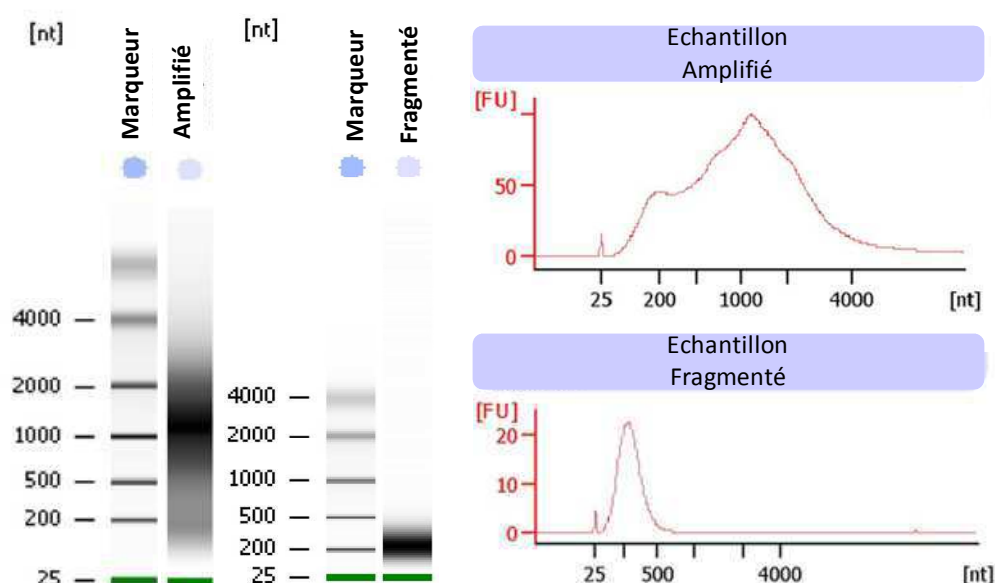 [nt]
Marqueur
Amplifié
4000
2000
1000
500
200
25
[nt]
Marqueur
Fragmenté
4000
2000
1000
500
200
25
Echantillon
Amplifié
[FU]
50
0
25 200 1000 4000 [nt]
Echantillon
Fragmenté
[FU]
20
10
0
25 500 4000 [nt]